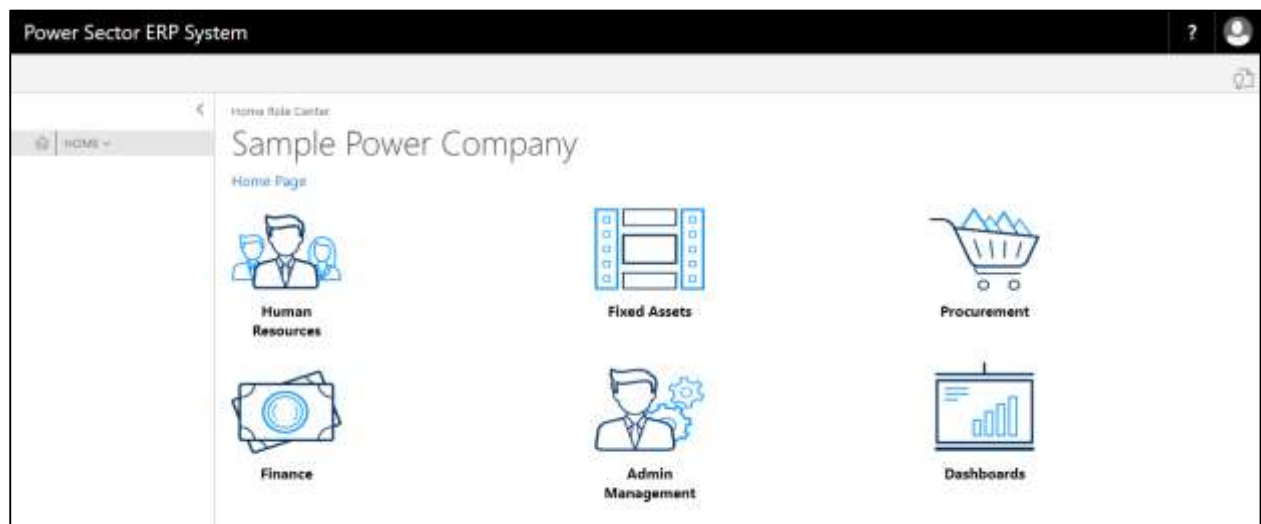 Power Sector ERP System
?
Home Role Center
HOME
Sample Power Company
Home Page
Human
Resources
Fixed Assets
Procurement
Finance
Admin
Management
Dashboards